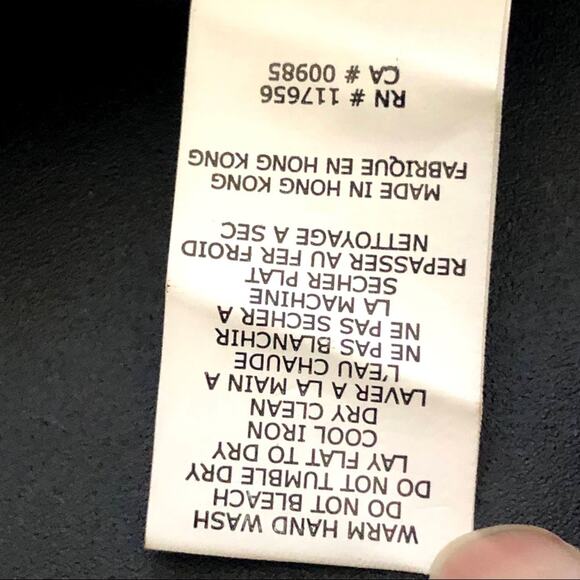 WARM HAND WASH
DO NOT BLEACH
DO NOT TUMBLE DRY
LAY FLAT TO DRY
COOL IRON
DRY CLEAN
LAVER A LA MAIN A
L'EAU CHAUDE
NE PAS BLANCHIR
NE PAS SECHER A
LA MACHINE
SECHER PLAT
REPASSER AU FER FROID
NETTOYAGE A SEC
MADE IN HONG KONG
FABRIQUE EN HONG KONG
RN # 117656
CA # 00985